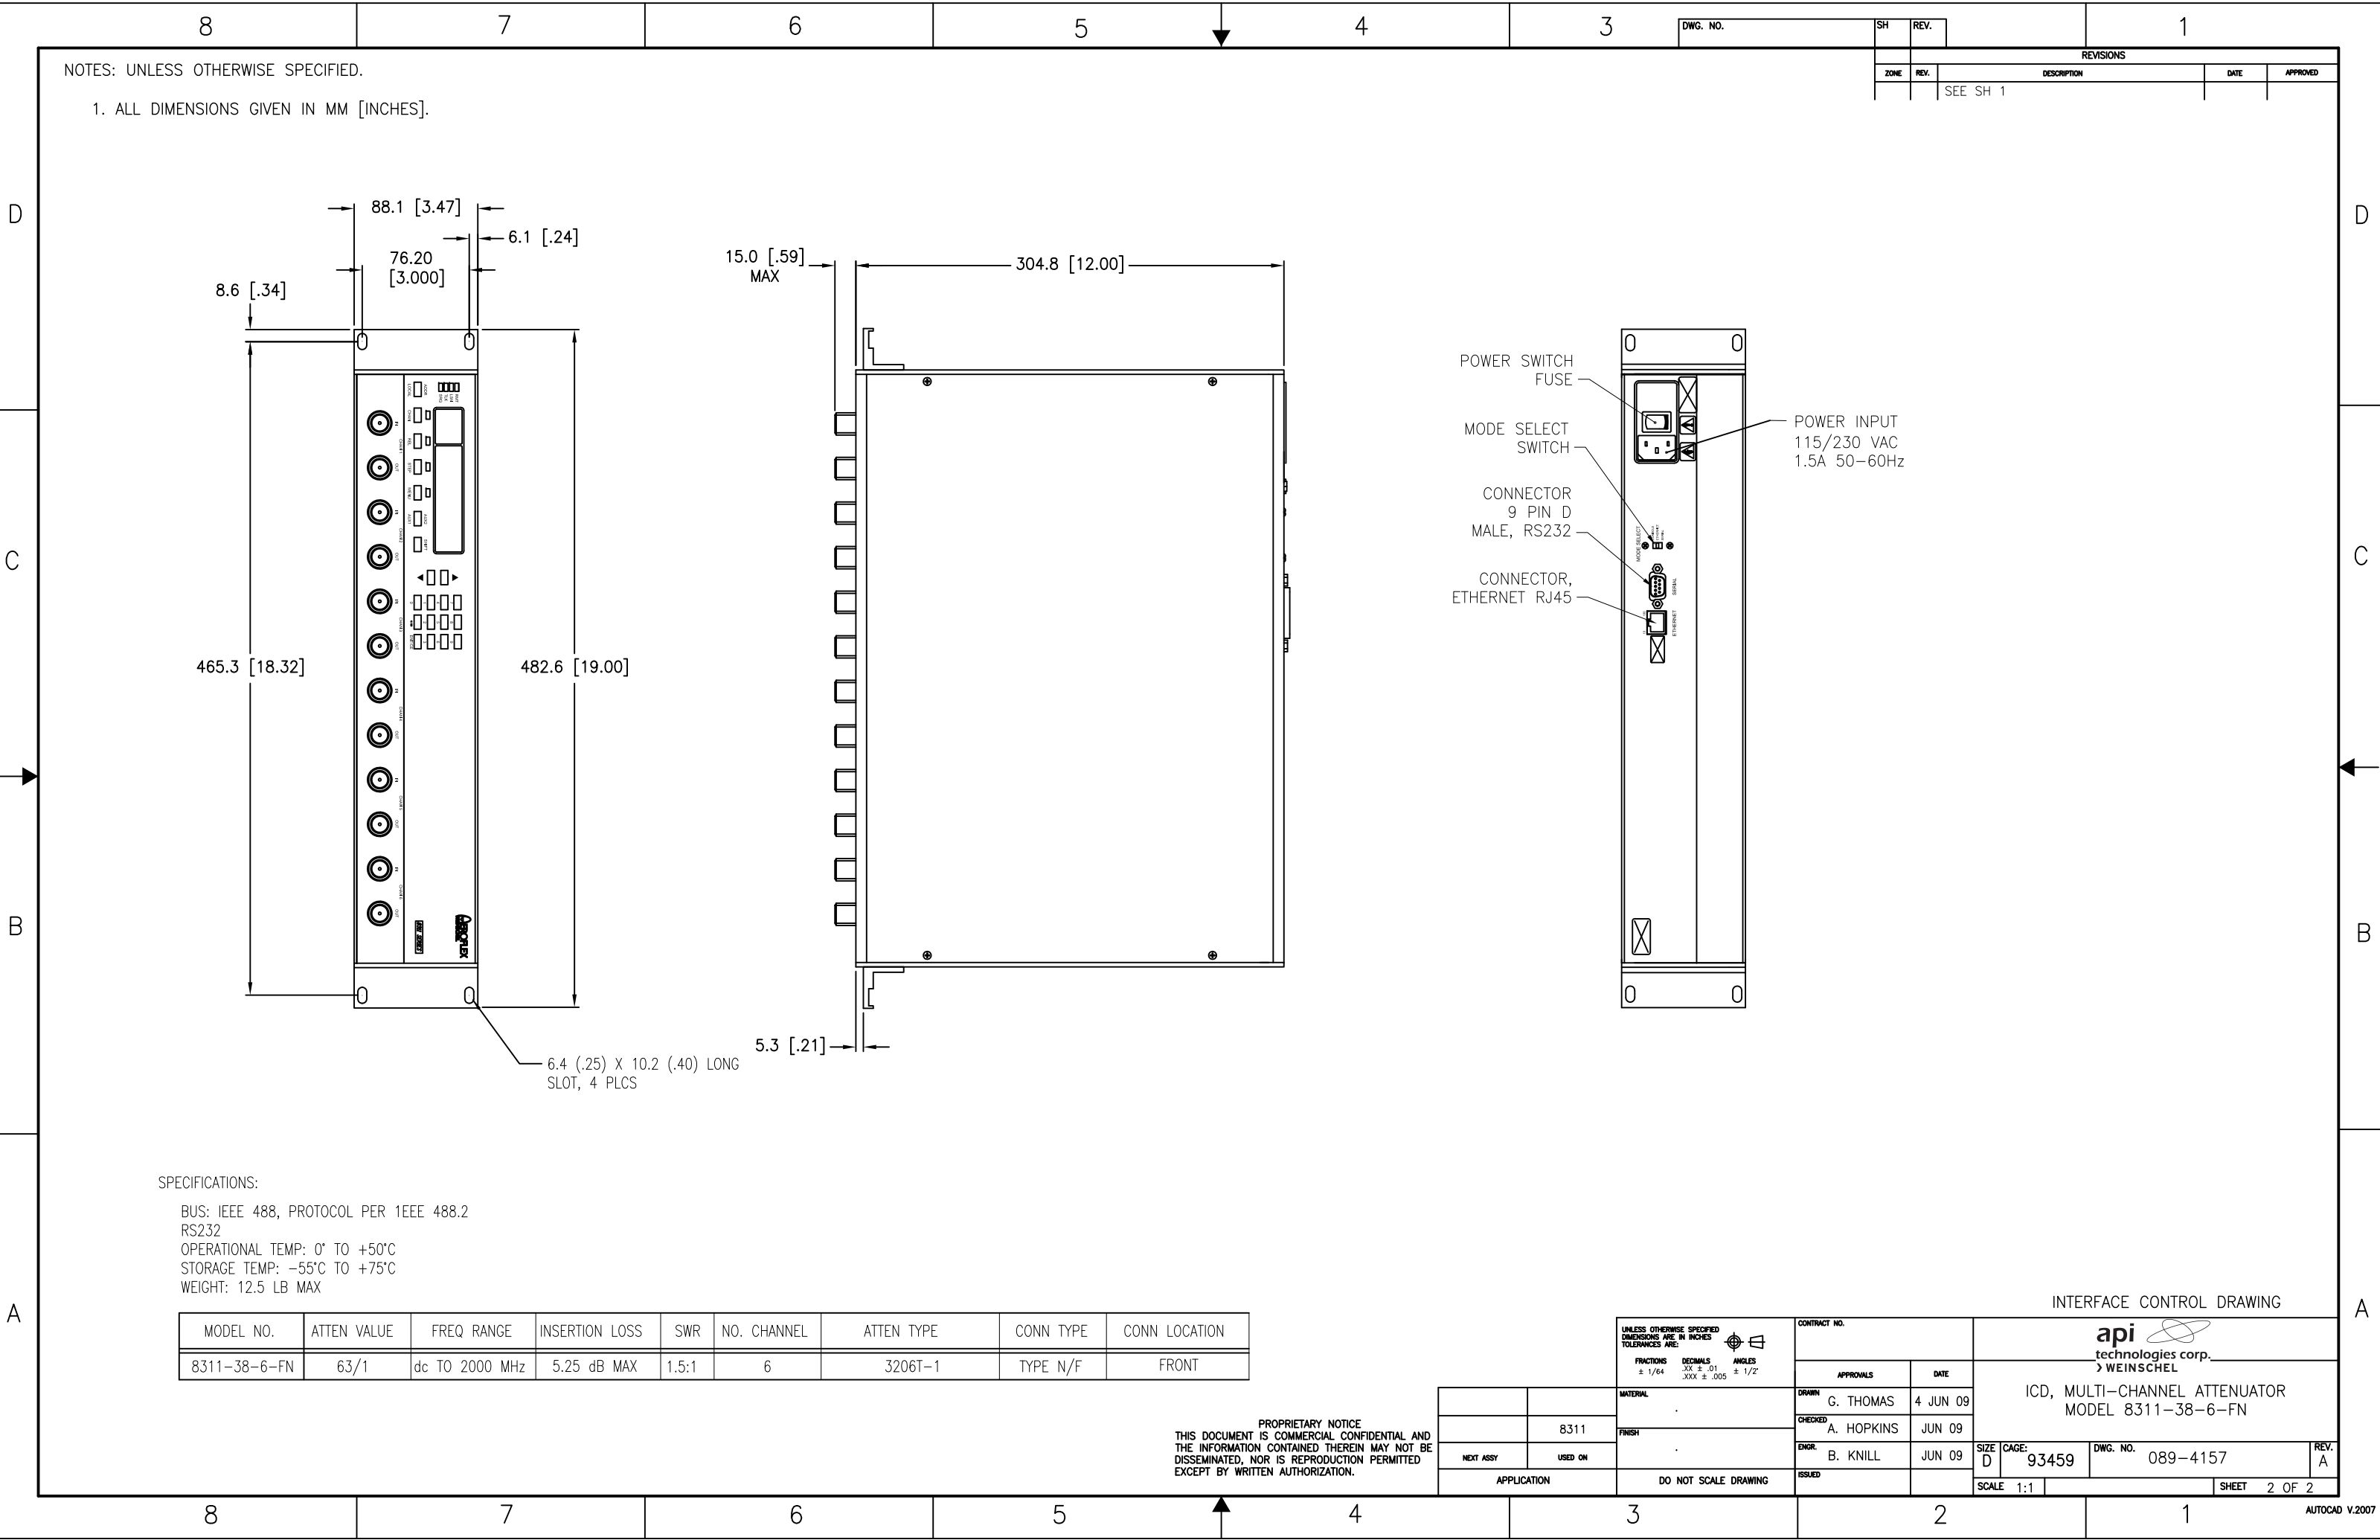 8 7 6 5 4 3 1
DWG. NO. SH REV.
REVISIONS
ZONE REV. DESCRIPTION DATE APPROVED
SEE SH 1
NOTES: UNLESS OTHERWISE SPECIFIED.
1. ALL DIMENSIONS GIVEN IN MM [INCHES].
D D
88.1 [3.47]
6.1 [.24]
76.20
[3.000]
8.6 [.34]
15.0 [.59]
MAX
304.8 [12.00]
POWER SWITCH
FUSE
MODE SELECT
SWITCH
CONNECTOR
9 PIN D
MALE, RS232
CONNECTOR,
ETHERNET RJ45
POWER INPUT
115/230 VAC
1.5A 50-60Hz
MODE SELECT
SERIAL
ETHERNET
C C
465.3 [18.32]
482.6 [19.00]
AEROFLEX
B B
5.3 [.21]
6.4 (.25) X 10.2 (.40) LONG
SLOT, 4 PLCS
SPECIFICATIONS:
BUS: IEEE 488, PROTOCOL PER 1EEE 488.2
RS232
OPERATIONAL TEMP: 0° TO +50°C
STORAGE TEMP: -55°C TO +75°C
WEIGHT: 12.5 LB MAX
A A
MODEL NO. ATTEN VALUE FREQ RANGE INSERTION LOSS SWR NO. CHANNEL ATTEN TYPE CONN TYPE CONN LOCATION
8311-38-6-FN 63/1 dc TO 2000 MHz 5.25 dB MAX 1.5:1 6 3206T-1 TYPE N/F FRONT
PROPRIETARY NOTICE
THIS DOCUMENT IS COMMERCIAL CONFIDENTIAL AND
THE INFORMATION CONTAINED THEREIN MAY NOT BE
DISSEMINATED, NOR IS REPRODUCTION PERMITTED
EXCEPT BY WRITTEN AUTHORIZATION.
8311
NEXT ASSY USED ON
APPLICATION
UNLESS OTHERWISE SPECIFIED
DIMENSIONS ARE IN INCHES
TOLERANCES ARE:
FRACTIONS DECIMALS ANGLES
± 1/64 .XX ± .01 ± 1/2°
.XXX ± .005
MATERIAL
.
FINISH
.
DO NOT SCALE DRAWING
CONTRACT NO.
APPROVALS DATE
DRAWN G. THOMAS 4 JUN 09
CHECKED A. HOPKINS JUN 09
ENGR. B. KNILL JUN 09
ISSUED
INTERFACE CONTROL DRAWING
api
technologies corp.
> WEINSCHEL
ICD, MULTI-CHANNEL ATTENUATOR
MODEL 8311-38-6-FN
SIZE D CAGE: 93459 DWG. NO. 089-4157 REV. A
SCALE 1:1 SHEET 2 OF 2
8 7 6 5 4 3 2 1
AUTOCAD V.2007